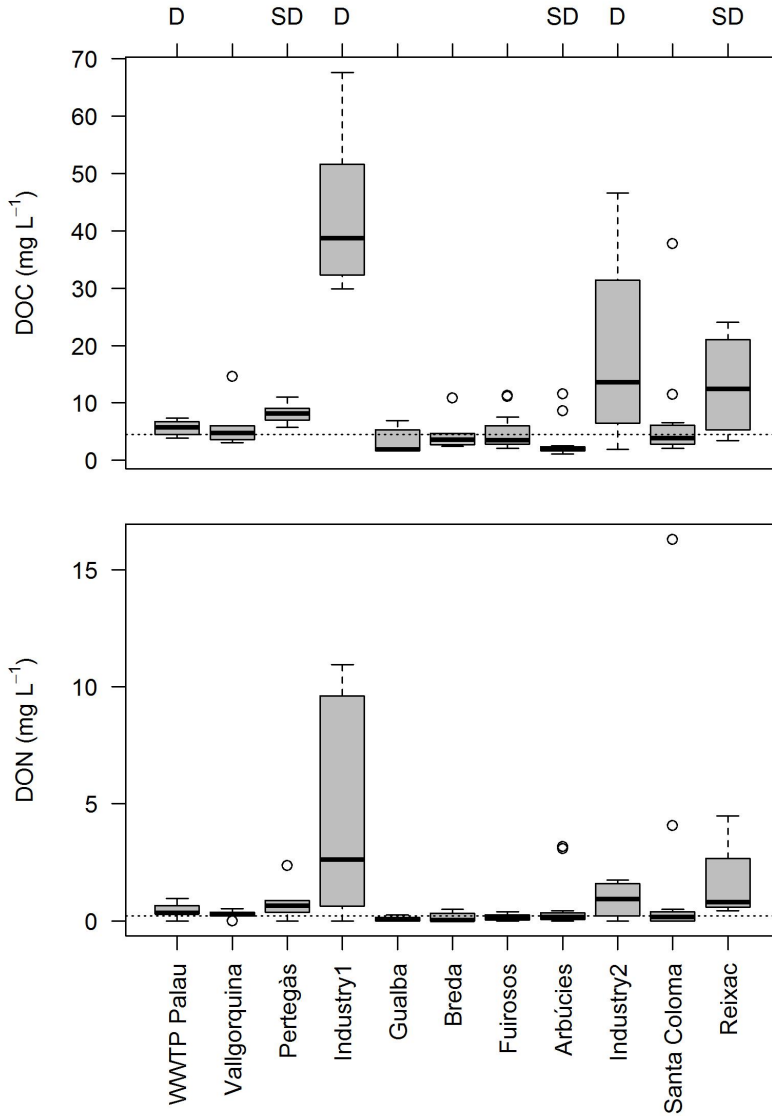 D SD D SD D SD
DOC (mg L⁻¹)
70
60
50
40
30
20
10
0
DON (mg L⁻¹)
15
10
5
0
WWTP Palau
Vallgorquina
Pertegàs
Industry1
Gualba
Breda
Fuirosos
Arbúcies
Industry2
Santa Coloma
Reixac